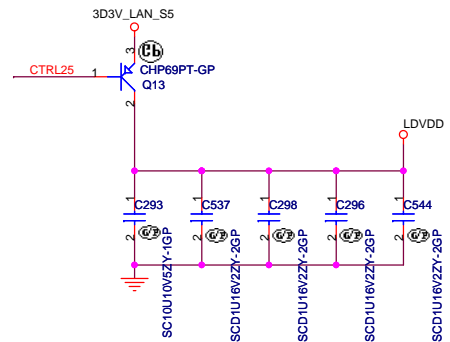 3D3V_LAN_S5
3
CTRL25
1
CHP69PT-GP
Q13
2
LDVDD
1
C293
2
SC10U10V5ZY-1GP
1
C537
2
SCD1U16V2ZY-2GP
1
C298
2
SCD1U16V2ZY-2GP
1
C296
2
SCD1U16V2ZY-2GP
1
C544
2
SCD1U16V2ZY-2GP